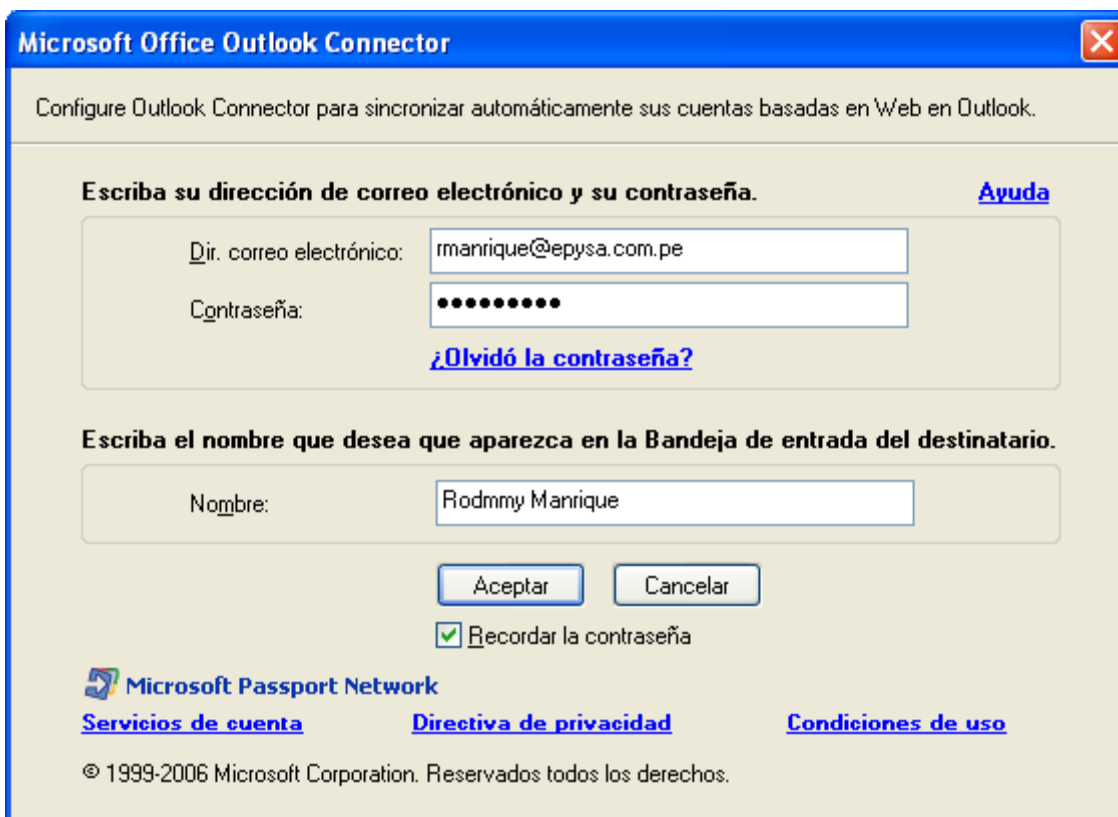 Microsoft Office Outlook Connector
Configure Outlook Connector para sincronizar automáticamente sus cuentas basadas en Web en Outlook.
Escriba su dirección de correo electrónico y su contraseña. Ayuda
Dir. correo electrónico: rmanrique@epysa.com.pe
Contraseña: •••••••••
¿Olvidó la contraseña?
Escriba el nombre que desea que aparezca en la Bandeja de entrada del destinatario.
Nombre: Rodmmy Manrique
Aceptar Cancelar
Recordar la contraseña
Microsoft Passport Network
Servicios de cuenta Directiva de privacidad Condiciones de uso
© 1999-2006 Microsoft Corporation. Reservados todos los derechos.